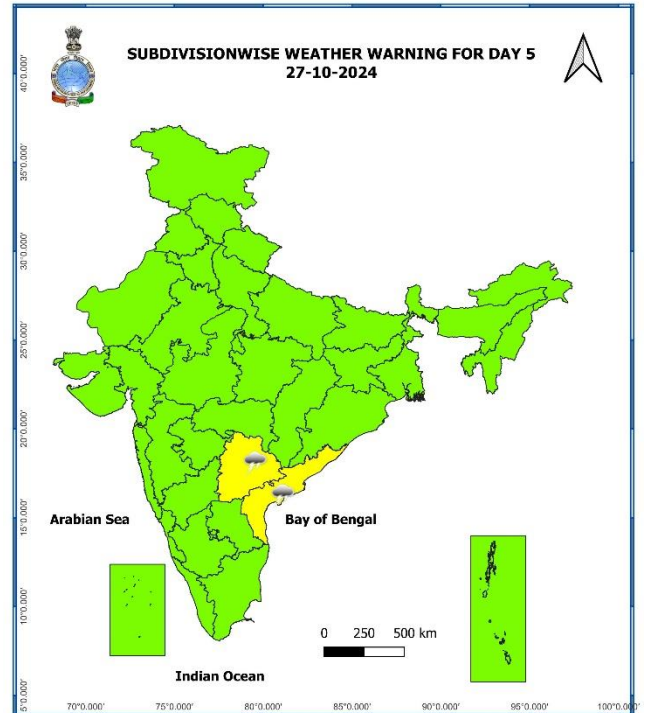 SUBDIVISIONWISE WEATHER WARNING FOR DAY 5
27-10-2024
40°0.000'
35°0.000'
30°0.000'
25°0.000'
20°0.000'
15°0.000'
10°0.000'
5°0.000'
Arabian Sea
Bay of Bengal
0 250 500 km
Indian Ocean
70°0.000' 75°0.000' 80°0.000' 85°0.000' 90°0.000' 95°0.000' 100°0.000'